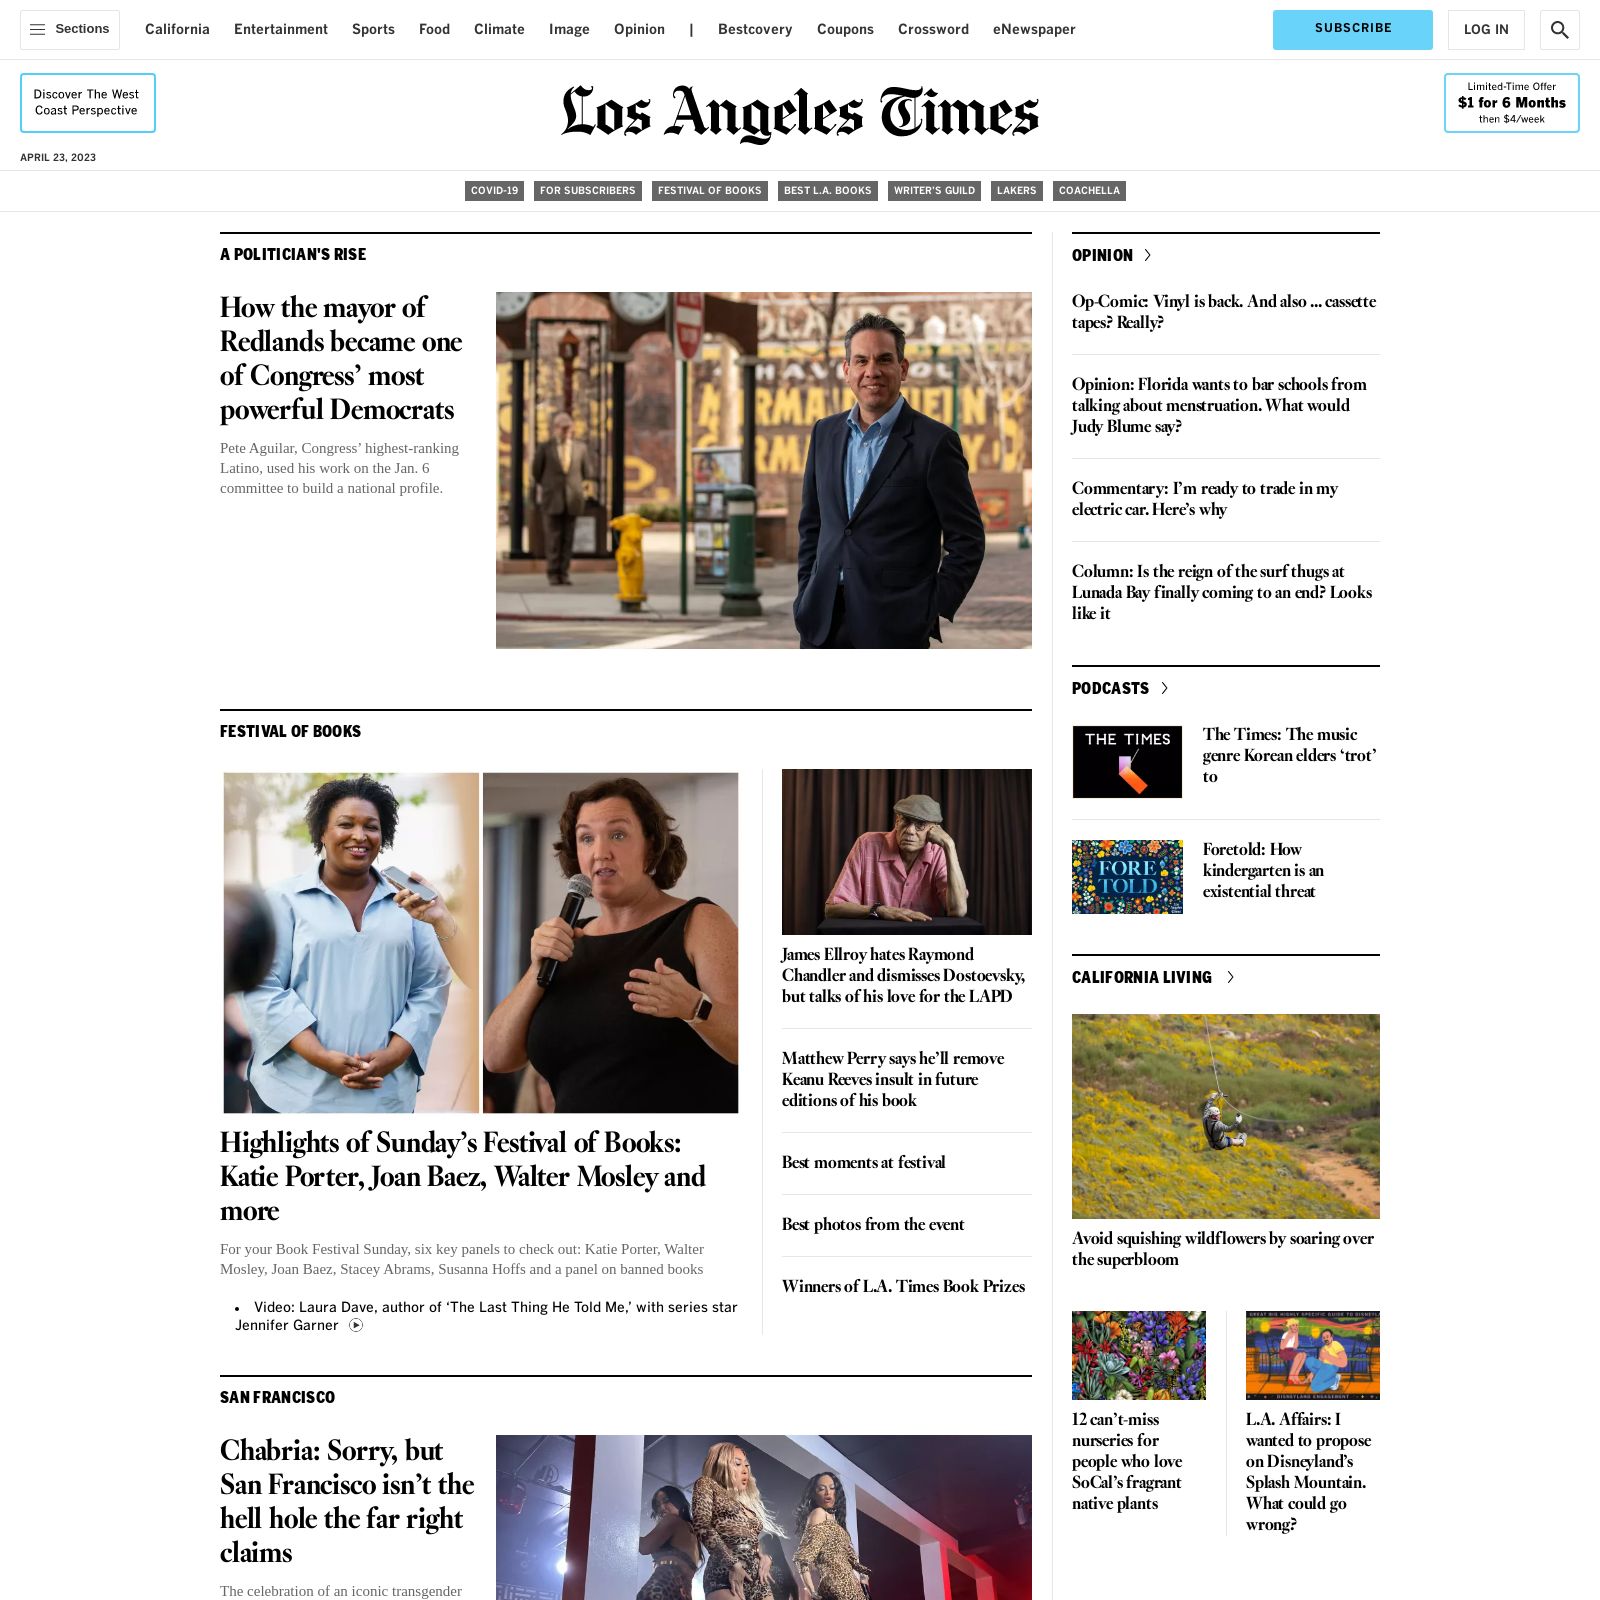 Sections
California
Entertainment
Sports
Food
Climate
Image
Opinion
|
Bestcovery
Coupons
Crossword
eNewspaper
SUBSCRIBE
LOG IN
Discover The West
Coast Perspective
Los Angeles Times
Limited-Time Offer
$1 for 6 Months
then $4/week
APRIL 23, 2023
COVID-19
FOR SUBSCRIBERS
FESTIVAL OF BOOKS
BEST L.A. BOOKS
WRITER'S GUILD
LAKERS
COACHELLA
A POLITICIAN'S RISE
How the mayor of
Redlands became one
of Congress’ most
powerful Democrats
Pete Aguilar, Congress’ highest-ranking
Latino, used his work on the Jan. 6
committee to build a national profile.
FESTIVAL OF BOOKS
Highlights of Sunday’s Festival of Books:
Katie Porter, Joan Baez, Walter Mosley and
more
For your Book Festival Sunday, six key panels to check out: Katie Porter, Walter
Mosley, Joan Baez, Stacey Abrams, Susanna Hoffs and a panel on banned books
• Video: Laura Dave, author of ‘The Last Thing He Told Me,’ with series star
Jennifer Garner
James Ellroy hates Raymond
Chandler and dismisses Dostoevsky,
but talks of his love for the LAPD
Matthew Perry says he’ll remove
Keanu Reeves insult in future
editions of his book
Best moments at festival
Best photos from the event
Winners of L.A. Times Book Prizes
SAN FRANCISCO
Chabria: Sorry, but
San Francisco isn’t the
hell hole the far right
claims
The celebration of an iconic transgender
OPINION
Op-Comic: Vinyl is back. And also ... cassette
tapes? Really?
Opinion: Florida wants to bar schools from
talking about menstruation. What would
Judy Blume say?
Commentary: I’m ready to trade in my
electric car. Here’s why
Column: Is the reign of the surf thugs at
Lunada Bay finally coming to an end? Looks
like it
PODCASTS
THE TIMES
The Times: The music
genre Korean elders ‘trot’
to
FORE
TOLD
Foretold: How
kindergarten is an
existential threat
CALIFORNIA LIVING
Avoid squishing wildflowers by soaring over
the superbloom
12 can’t-miss
nurseries for
people who love
SoCal’s fragrant
native plants
DISNEYLAND ENGAGEMENT
L.A. Affairs: I
wanted to propose
on Disneyland’s
Splash Mountain.
What could go
wrong?